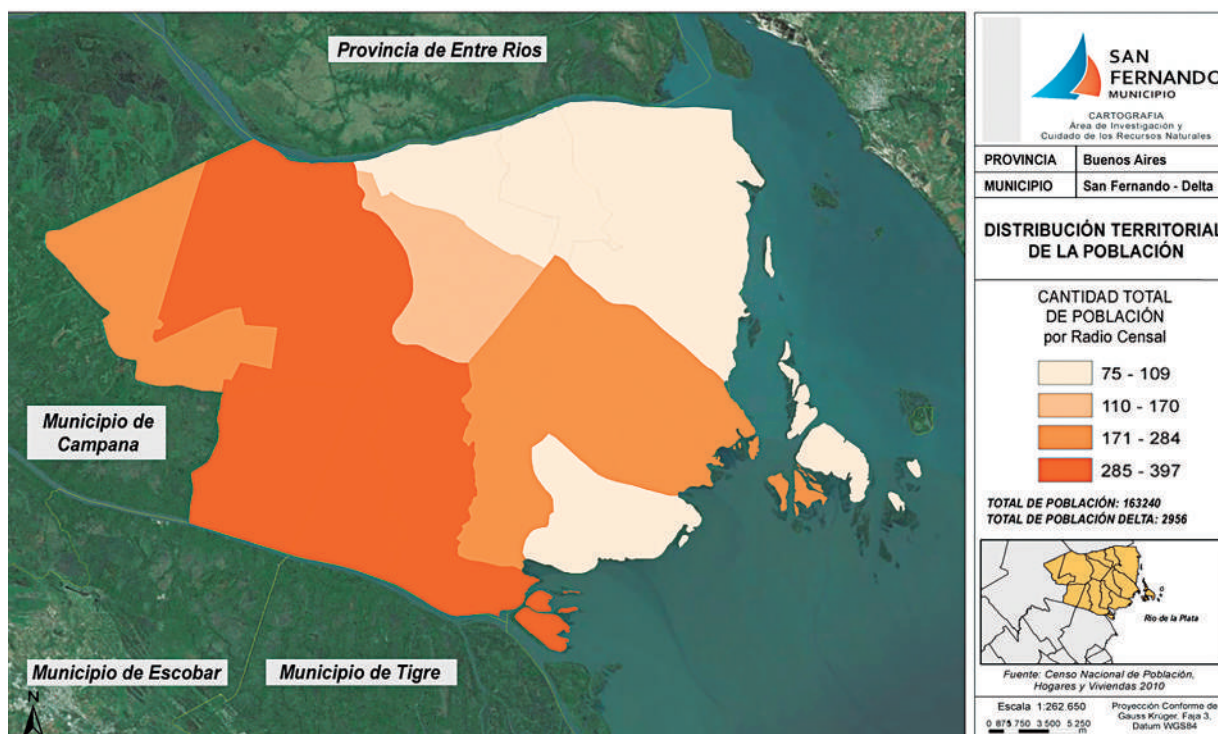 Provincia de Entre Rios
Municipio de
Campana
Municipio de Escobar
Municipio de Tigre
N
SAN
FERNANDO
MUNICIPIO
CARTOGRAFIA
Área de Investigación y
Cuidado de los Recursos Naturales
PROVINCIA Buenos Aires
MUNICIPIO San Fernando - Delta
DISTRIBUCIÓN TERRITORIAL
DE LA POBLACIÓN
CANTIDAD TOTAL
DE POBLACIÓN
por Radio Censal
75 - 109
110 - 170
171 - 284
285 - 397
TOTAL DE POBLACIÓN: 163240
TOTAL DE POBLACIÓN DELTA: 2956
Rio de la Plata
Fuente: Censo Nacional de Población,
Hogares y Viviendas 2010
Escala 1:262.650
0 875 1.750 3.500 5.250
m
Proyección Conforme de
Gauss Krüger, Faja 3.
Datum WGS84